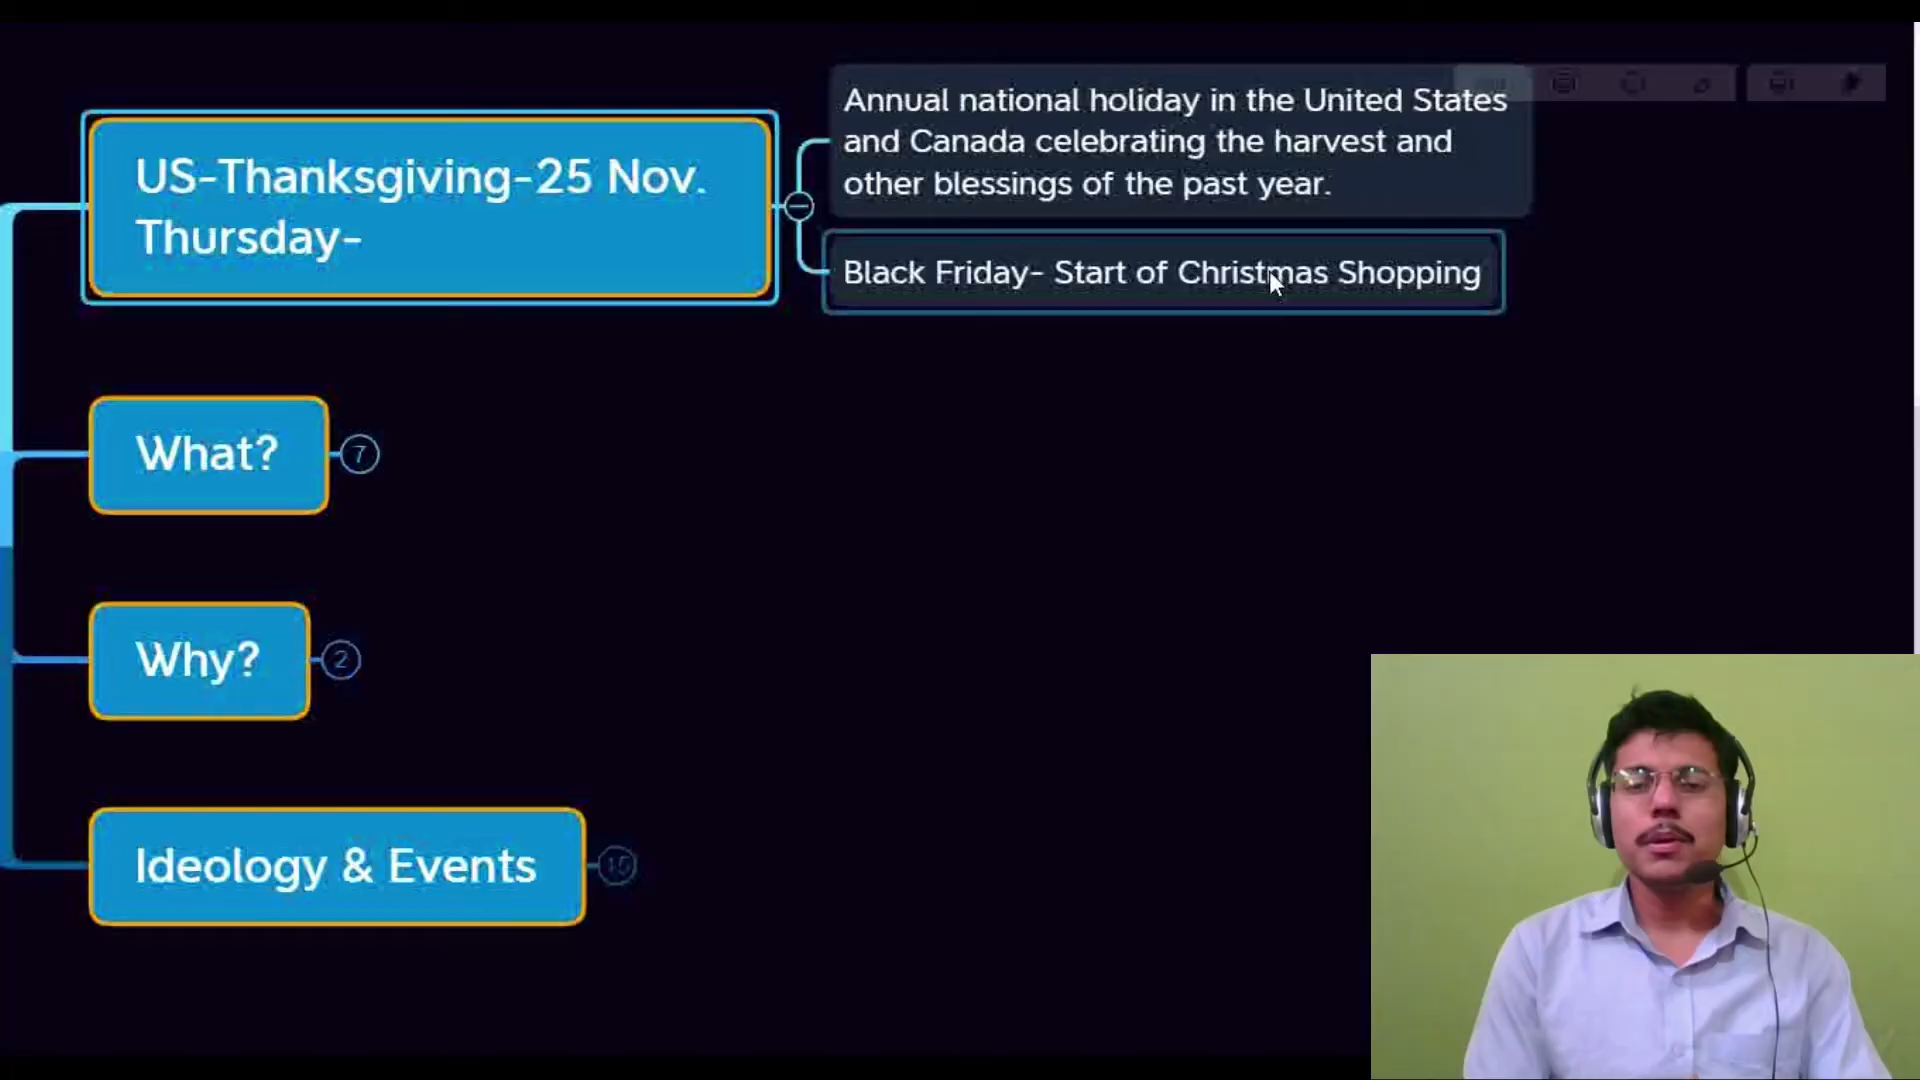 US-Thanksgiving-25 Nov.
Thursday-
Annual national holiday in the United States
and Canada celebrating the harvest and
other blessings of the past year.
Black Friday- Start of Christmas Shopping
What?
7
Why?
2
Ideology & Events
15